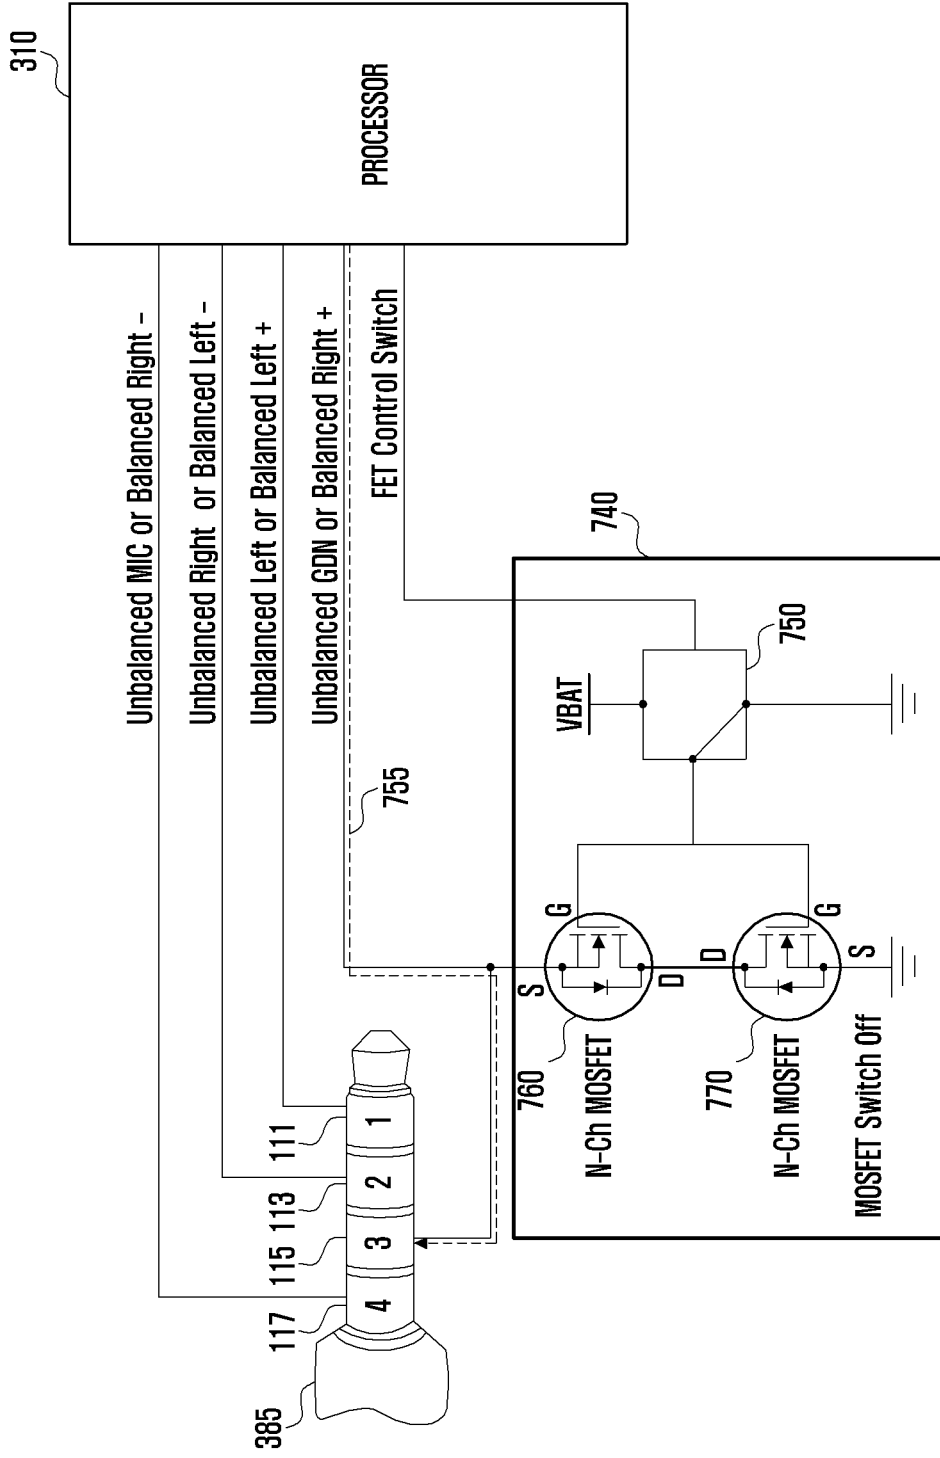 310
PROCESSOR
Unbalanced MIC or Balanced Right -
Unbalanced Right or Balanced Left -
Unbalanced Left or Balanced Left +
Unbalanced GDN or Balanced Right +
FET Control Switch
755
740
750
VBAT
G
G
S
D
D
S
760
N-Ch MOSFET
770
N-Ch MOSFET
MOSFET Switch Off
111
113
115
117
1
2
3
4
385